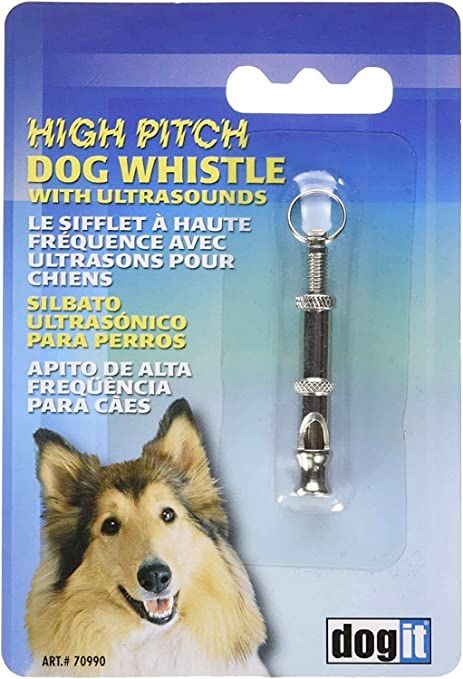 HIGH PITCH
DOG WHISTLE
WITH ULTRASOUNDS
LE SIFFLET À HAUTE
FRÉQUENCE AVEC
ULTRASONS POUR
CHIENS
SILBATO
ULTRASÓNICO
PARA PERROS
APITO DE ALTA
FREQÜÊNCIA
PARA CÃES
ART.# 70990
dogit